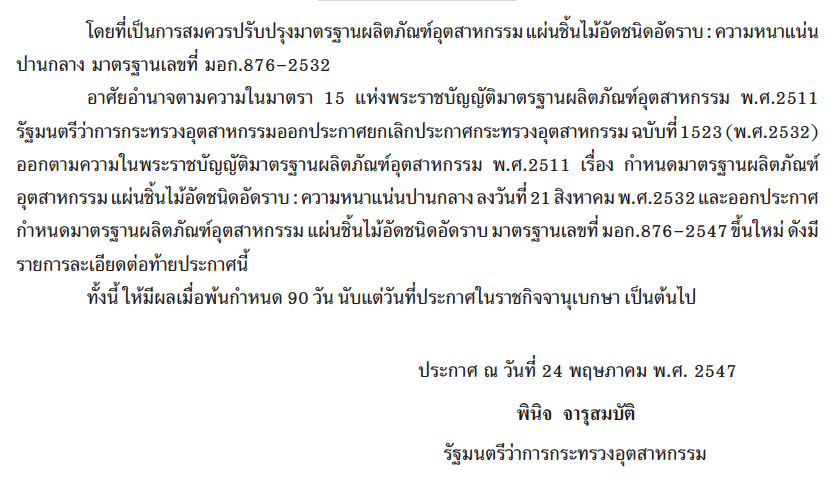 โดยที่เป็นการสมควรปรับปรุงมาตรฐานผลิตภัณฑ์อุตสาหกรรม แผ่นชิ้นไม้อัดชนิดอัดราบ : ความหนาแน่น
ปานกลาง มาตรฐานเลขที่ มอก.876-2532
อาศัยอำนาจตามความในมาตรา 15 แห่งพระราชบัญญัติมาตรฐานผลิตภัณฑ์อุตสาหกรรม พ.ศ.2511
รัฐมนตรีว่าการกระทรวงอุตสาหกรรมออกประกาศยกเลิกประกาศกระทรวงอุตสาหกรรม ฉบับที่ 1523 (พ.ศ.2532)
ออกตามความในพระราชบัญญัติมาตรฐานผลิตภัณฑ์อุตสาหกรรม พ.ศ.2511 เรื่อง กำหนดมาตรฐานผลิตภัณฑ์
อุตสาหกรรม แผ่นชิ้นไม้อัดชนิดอัดราบ : ความหนาแน่นปานกลาง ลงวันที่ 21 สิงหาคม พ.ศ.2532 และออกประกาศ
กำหนดมาตรฐานผลิตภัณฑ์อุตสาหกรรม แผ่นชิ้นไม้อัดชนิดอัดราบ มาตรฐานเลขที่ มอก.876-2547 ขึ้นใหม่ ดังมี
รายการละเอียดต่อท้ายประกาศนี้
ทั้งนี้ ให้มีผลเมื่อพ้นกำหนด 90 วัน นับแต่วันที่ประกาศในราชกิจจานุเบกษา เป็นต้นไป
ประกาศ ณ วันที่ 24 พฤษภาคม พ.ศ. 2547
พินิจ จารุสมบัติ
รัฐมนตรีว่าการกระทรวงอุตสาหกรรม